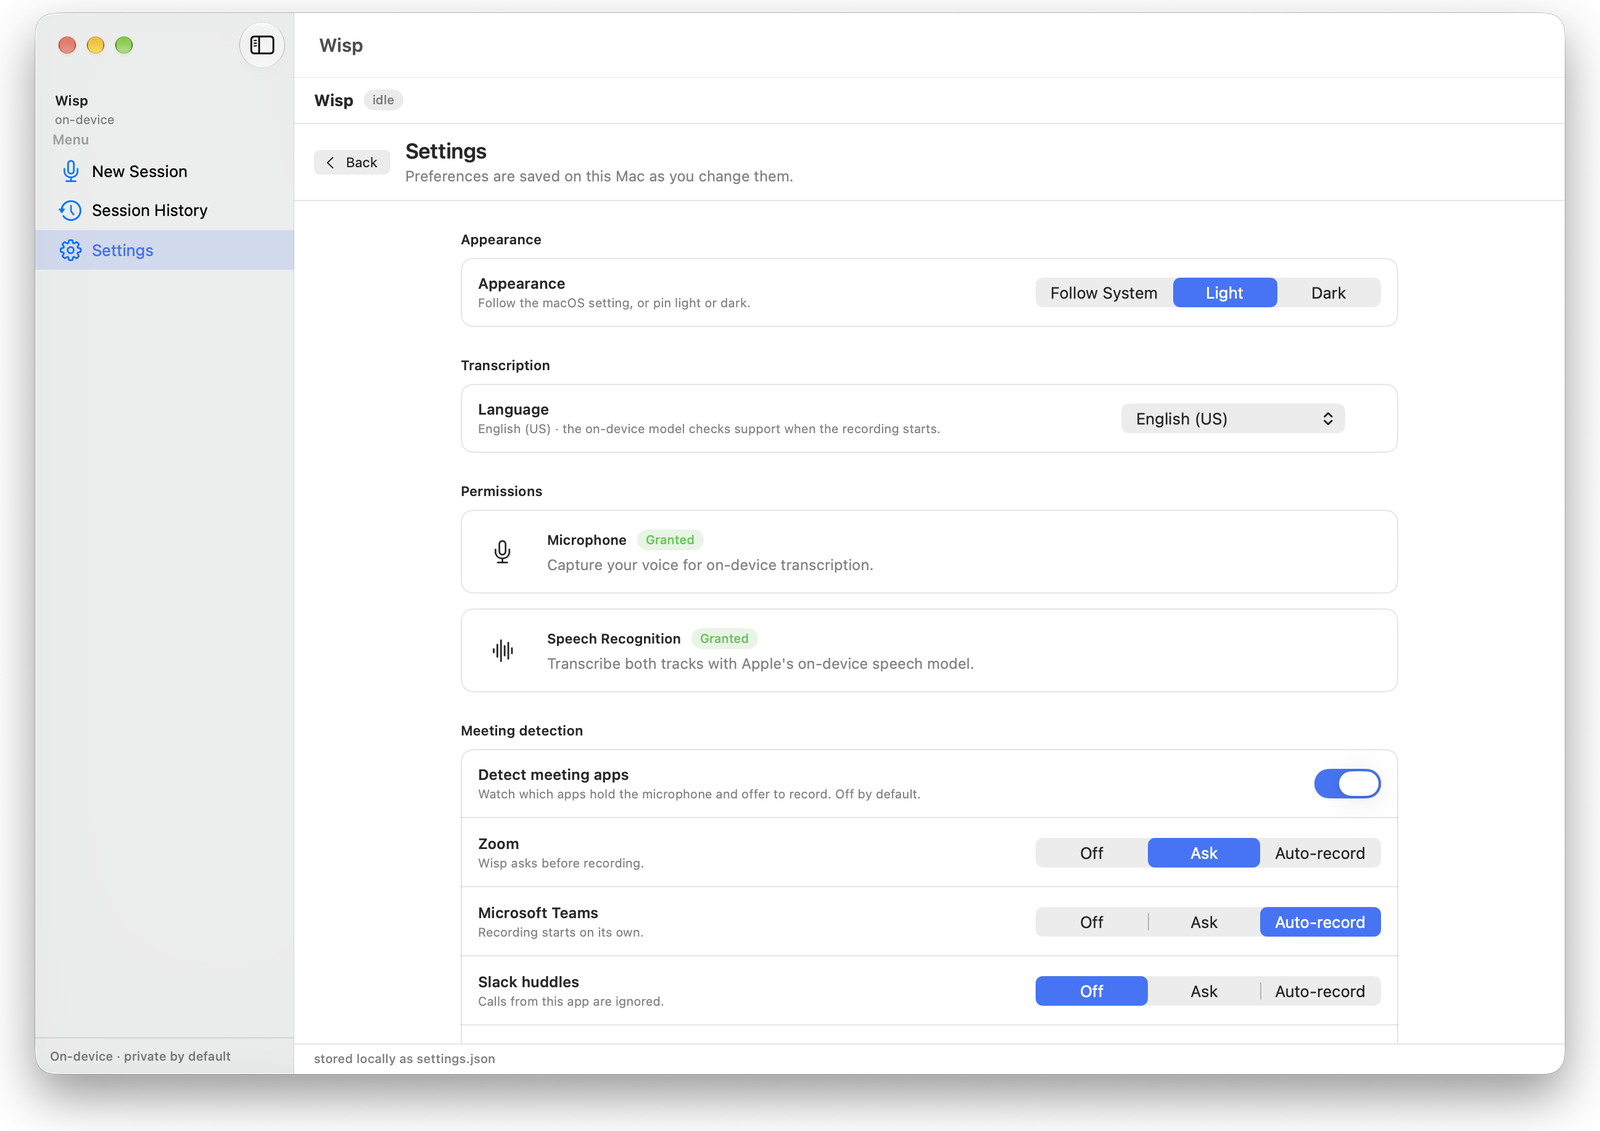 Wisp
Wisp
on-device
Menu
New Session
Session History
Settings
On-device · private by default
Wisp idle
Back
Settings
Preferences are saved on this Mac as you change them.
Appearance
Appearance
Follow the macOS setting, or pin light or dark.
Follow System Light Dark
Transcription
Language
English (US) · the on-device model checks support when the recording starts.
English (US)
Permissions
Microphone Granted
Capture your voice for on-device transcription.
Speech Recognition Granted
Transcribe both tracks with Apple's on-device speech model.
Meeting detection
Detect meeting apps
Watch which apps hold the microphone and offer to record. Off by default.
Zoom
Wisp asks before recording.
Off Ask Auto-record
Microsoft Teams
Recording starts on its own.
Off Ask Auto-record
Slack huddles
Calls from this app are ignored.
Off Ask Auto-record
stored locally as settings.json